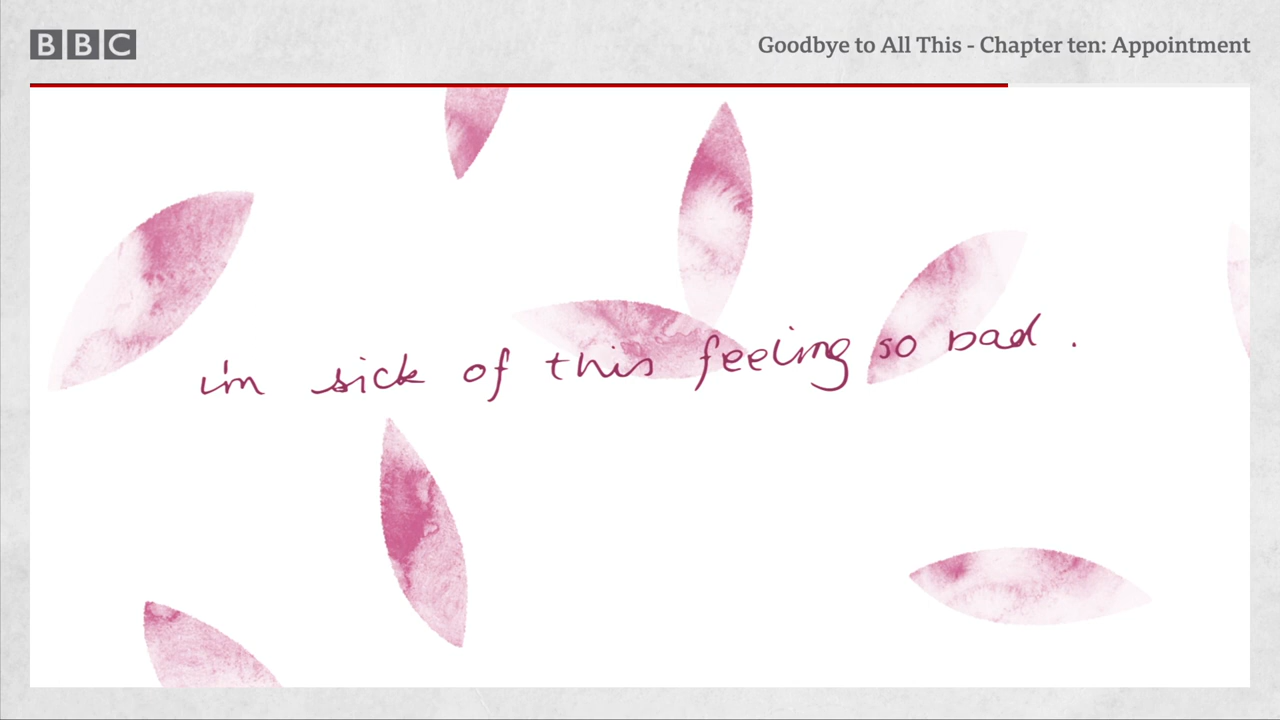 BBC
Goodbye to All This - Chapter ten: Appointment
i'm sick of this feeling so bad.